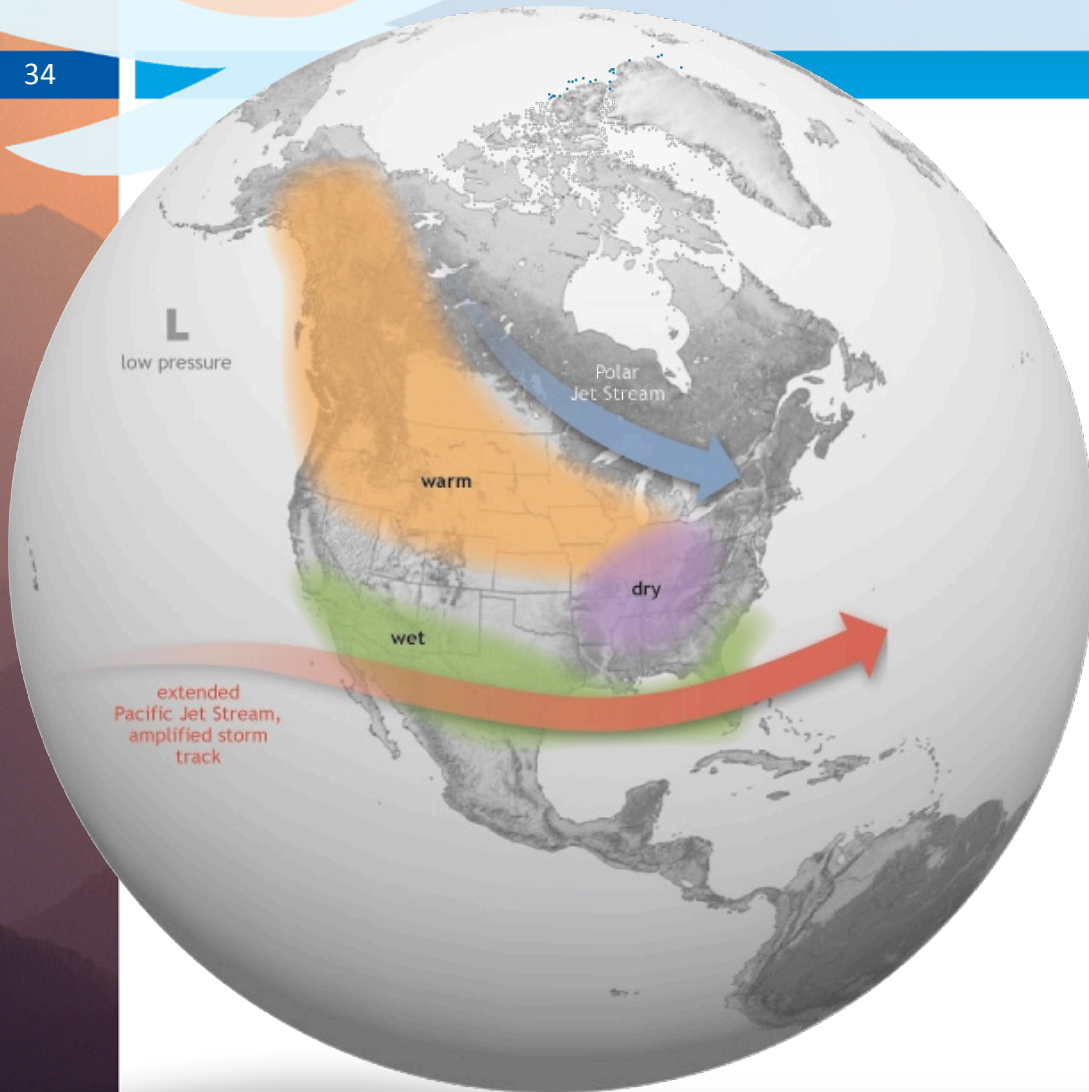 34
L
low pressure
Polar
Jet Stream
warm
dry
wet
extended
Pacific Jet Stream,
amplified storm
track